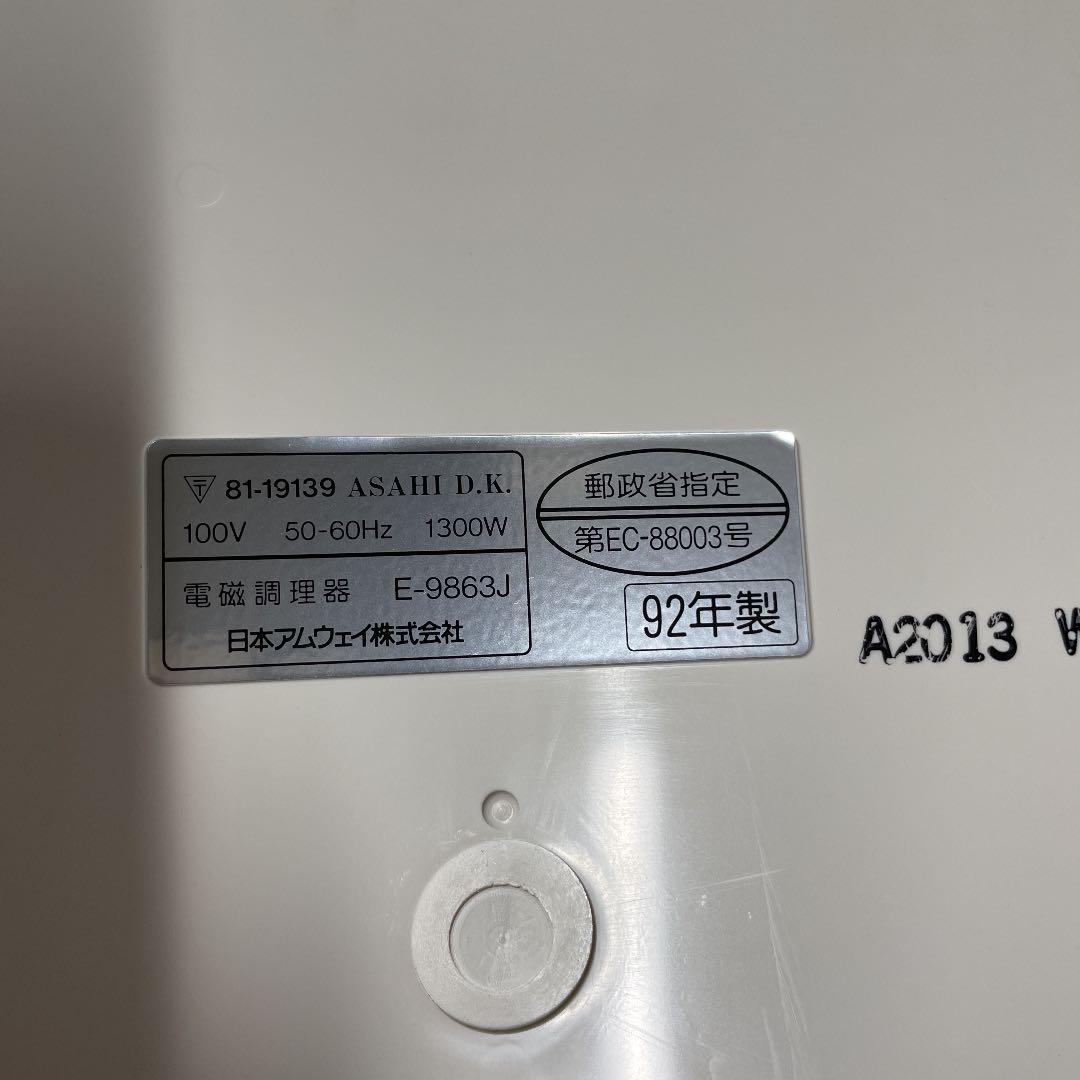 〒 81-19139 ASAHI D.K.
100V 50-60Hz 1300W
電磁調理器 E-9863J
日本アムウェイ株式会社
郵政省指定
第EC-88003号
92年製
A2013